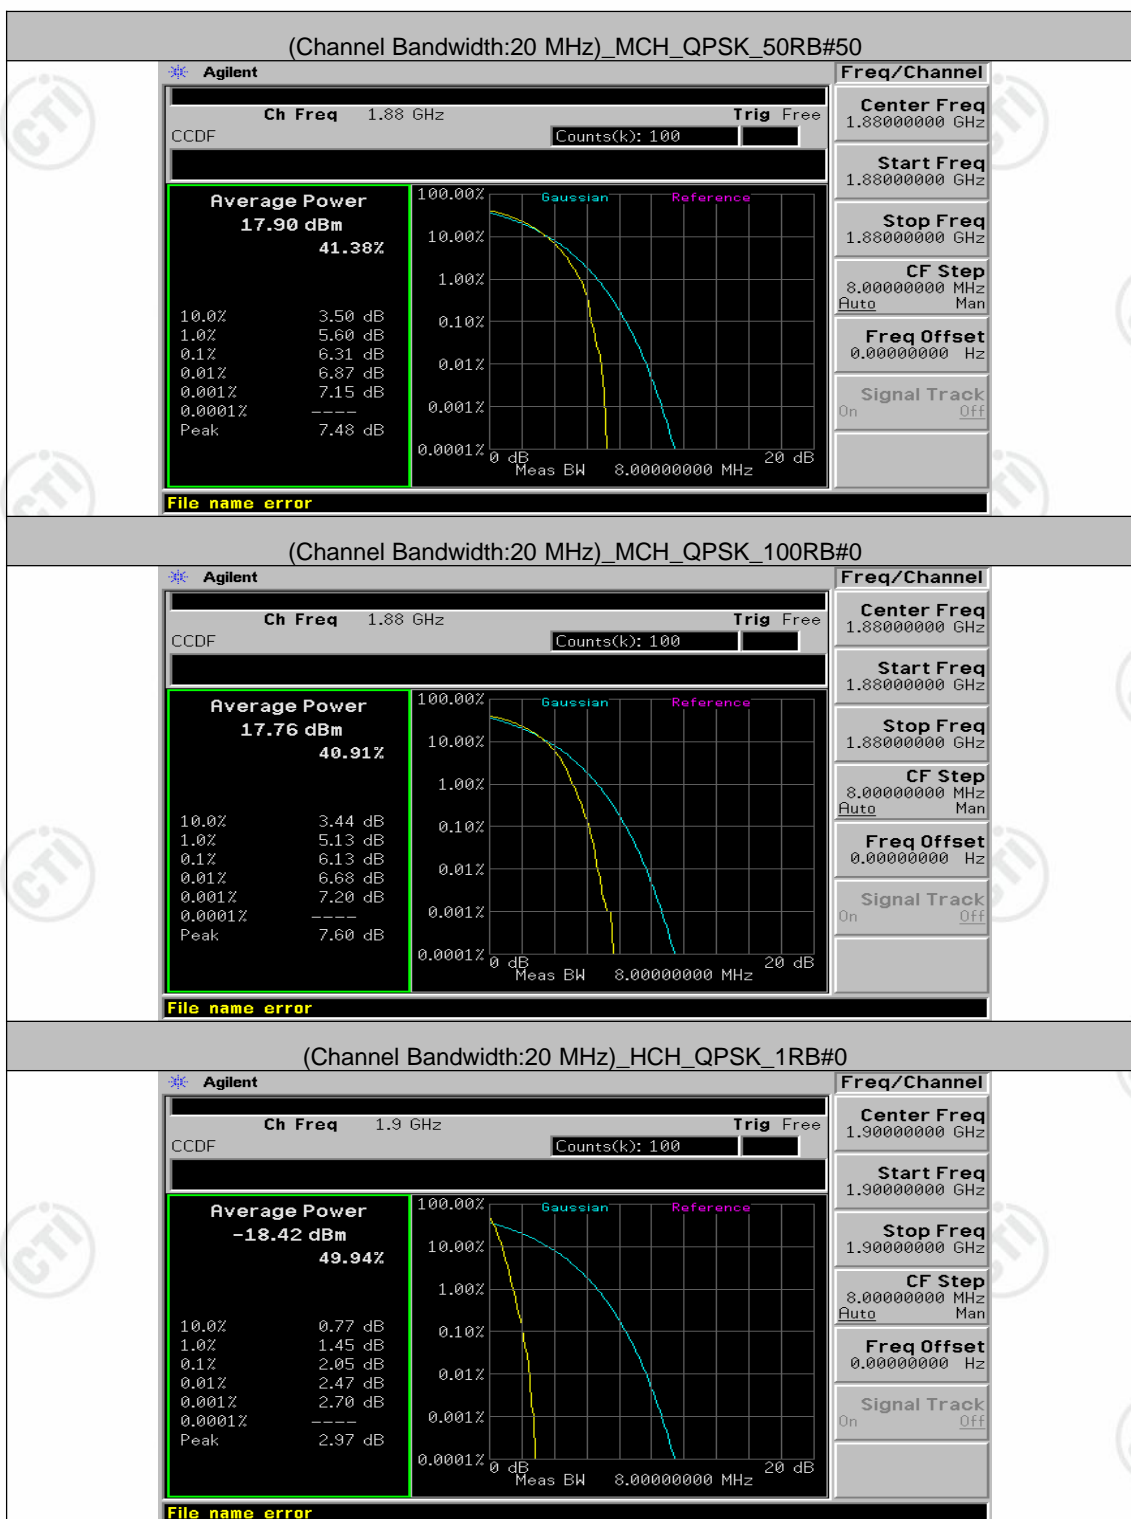 (Channel Bandwidth:20 MHz)_MCH_QPSK_50RB#50
Agilent
Freq/Channel
Ch Freq 1.88 GHz Trig Free
CCDF Counts(k): 100
Average Power
17.90 dBm
41.38%
10.0% 3.50 dB
1.0% 5.60 dB
0.1% 6.31 dB
0.01% 6.87 dB
0.001% 7.15 dB
0.0001% ----
Peak 7.48 dB
Gaussian Reference
100.00%
10.00%
1.00%
0.10%
0.01%
0.001%
0.0001%
0 dB 20 dB
Meas BW 8.00000000 MHz
Center Freq
1.88000000 GHz
Start Freq
1.88000000 GHz
Stop Freq
1.88000000 GHz
CF Step
8.00000000 MHz
Auto Man
Freq Offset
0.00000000 Hz
Signal Track
On Off
File name error
(Channel Bandwidth:20 MHz)_MCH_QPSK_100RB#0
Agilent
Freq/Channel
Ch Freq 1.88 GHz Trig Free
CCDF Counts(k): 100
Average Power
17.76 dBm
40.91%
10.0% 3.44 dB
1.0% 5.13 dB
0.1% 6.13 dB
0.01% 6.68 dB
0.001% 7.20 dB
0.0001% ----
Peak 7.60 dB
Gaussian Reference
100.00%
10.00%
1.00%
0.10%
0.01%
0.001%
0.0001%
0 dB 20 dB
Meas BW 8.00000000 MHz
Center Freq
1.88000000 GHz
Start Freq
1.88000000 GHz
Stop Freq
1.88000000 GHz
CF Step
8.00000000 MHz
Auto Man
Freq Offset
0.00000000 Hz
Signal Track
On Off
File name error
(Channel Bandwidth:20 MHz)_HCH_QPSK_1RB#0
Agilent
Freq/Channel
Ch Freq 1.9 GHz Trig Free
CCDF Counts(k): 100
Average Power
-18.42 dBm
49.94%
10.0% 0.77 dB
1.0% 1.45 dB
0.1% 2.05 dB
0.01% 2.47 dB
0.001% 2.70 dB
0.0001% ----
Peak 2.97 dB
Gaussian Reference
100.00%
10.00%
1.00%
0.10%
0.01%
0.001%
0.0001%
0 dB 20 dB
Meas BW 8.00000000 MHz
Center Freq
1.90000000 GHz
Start Freq
1.90000000 GHz
Stop Freq
1.90000000 GHz
CF Step
8.00000000 MHz
Auto Man
Freq Offset
0.00000000 Hz
Signal Track
On Off
File name error
CTI
CTI
CTI
CTI
CTI
CTI
CTI
CTI